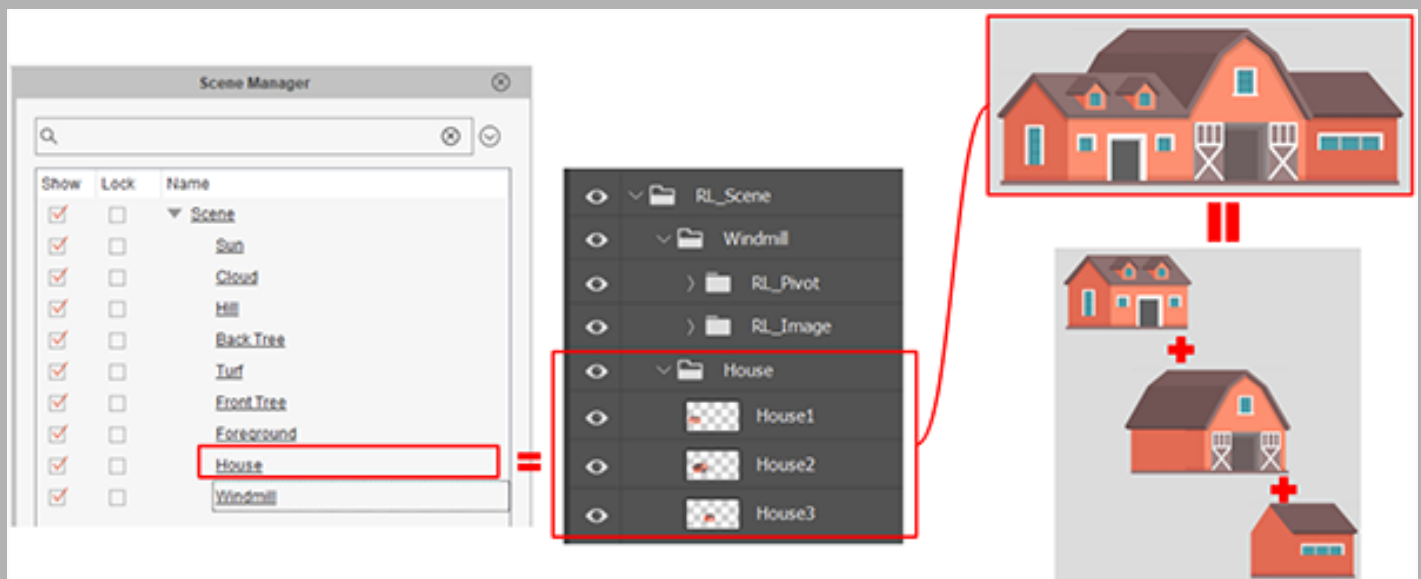 Scene Manager
Show Lock Name
Scene
Sun
Cloud
Hill
Back Tree
Turf
Front Tree
Foreground
House
Windmill
=
RL_Scene
Windmill
RL_Pivot
RL_Image
House
House1
House2
House3
+
+